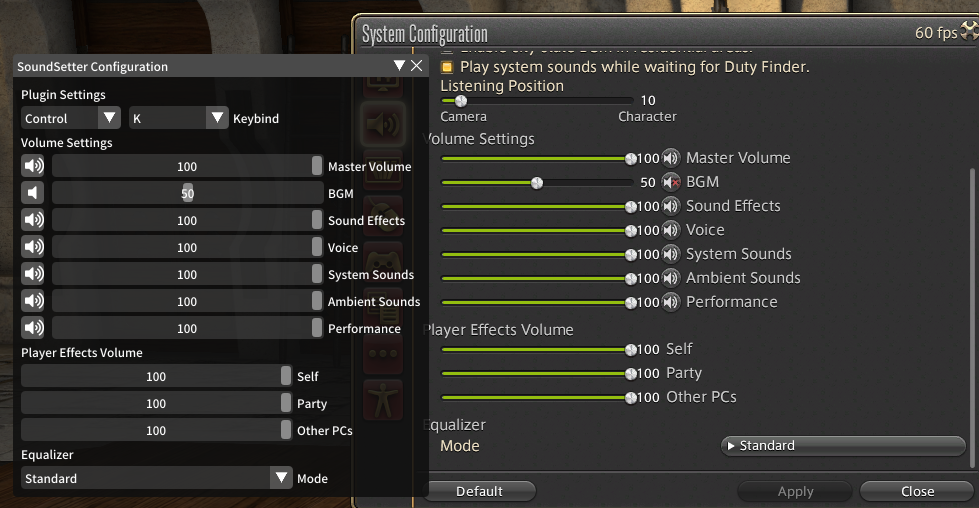 System Configuration
60 fps
SoundSetter Configuration
Plugin Settings
Control K Keybind
Volume Settings
100 Master Volume
50 BGM
100 Sound Effects
100 Voice
100 System Sounds
100 Ambient Sounds
100 Performance
Player Effects Volume
100 Self
100 Party
100 Other PCs
Equalizer
Standard Mode
Play system sounds while waiting for Duty Finder.
Listening Position
10
Camera Character
Volume Settings
100 Master Volume
50 BGM
100 Sound Effects
100 Voice
100 System Sounds
100 Ambient Sounds
100 Performance
Player Effects Volume
100 Self
100 Party
100 Other PCs
Equalizer
Mode Standard
Default Apply Close